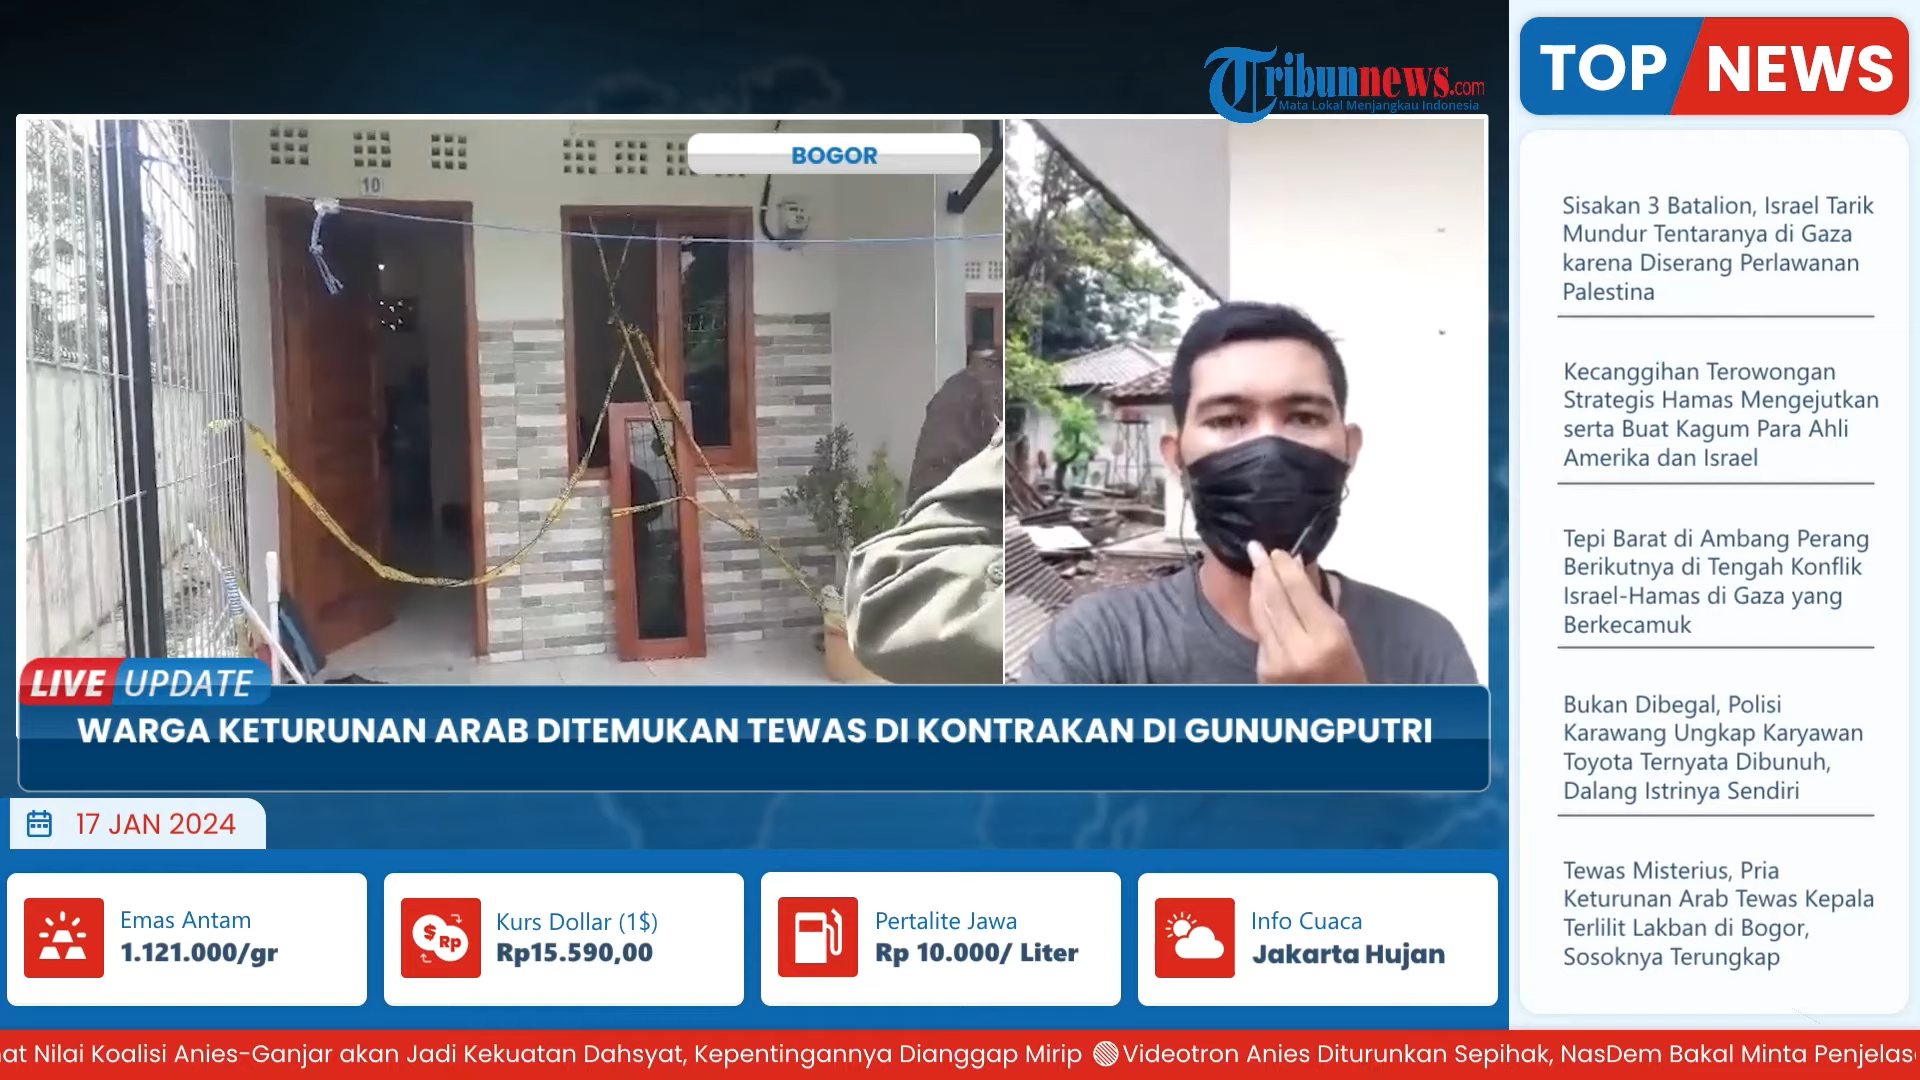 Tribunnews.com
Mata Lokal Menjangkau Indonesia
TOP NEWS
BOGOR
10
Sisakan 3 Batalion, Israel Tarik
Mundur Tentaranya di Gaza
karena Diserang Perlawanan
Palestina
Kecanggihan Terowongan
Strategis Hamas Mengejutkan
serta Buat Kagum Para Ahli
Amerika dan Israel
Tepi Barat di Ambang Perang
Berikutnya di Tengah Konflik
Israel-Hamas di Gaza yang
Berkecamuk
Bukan Dibegal, Polisi
Karawang Ungkap Karyawan
Toyota Ternyata Dibunuh,
Dalang Istrinya Sendiri
Tewas Misterius, Pria
Keturunan Arab Tewas Kepala
Terlilit Lakban di Bogor,
Sosoknya Terungkap
LIVE UPDATE
WARGA KETURUNAN ARAB DITEMUKAN TEWAS DI KONTRAKAN DI GUNUNGPUTRI
17 JAN 2024
Emas Antam
1.121.000/gr
Kurs Dollar (1$)
Rp15.590,00
Pertalite Jawa
Rp 10.000/ Liter
Info Cuaca
Jakarta Hujan
at Nilai Koalisi Anies-Ganjar akan Jadi Kekuatan Dahsyat, Kepentingannya Dianggap Mirip Videotron Anies Diturunkan Sepihak, NasDem Bakal Minta Penjelas